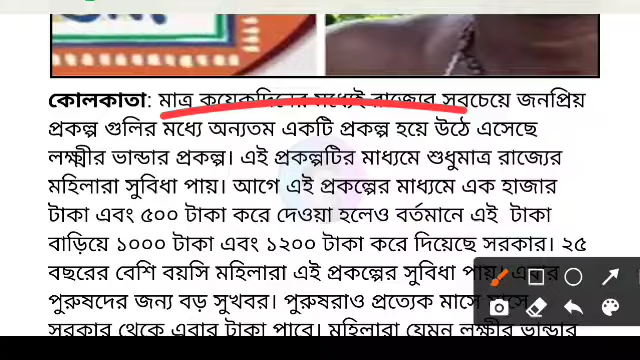 কোলকাতা: মাত্র কয়েকদিনের মধ্যেই রাজ্যের সবচেয়ে জনপ্রিয়
প্রকল্প গুলির মধ্যে অন্যতম একটি প্রকল্প হয়ে উঠে এসেছে
লক্ষ্মীর ভান্ডার প্রকল্প। এই প্রকল্পটির মাধ্যমে শুধুমাত্র রাজ্যের
মহিলারা সুবিধা পায়। আগে এই প্রকল্পের মাধ্যমে এক হাজার
টাকা এবং ৫০০ টাকা করে দেওয়া হলেও বর্তমানে এই টাকা
বাড়িয়ে ১০০০ টাকা এবং ১২০০ টাকা করে দিয়েছে সরকার। ২৫
বছরের বেশি বয়সি মহিলারা এই প্রকল্পের সুবিধা পায়। এবার
পুরুষদের জন্য বড় সুখবর। পুরুষরাও প্রত্যেক মাসে মাসে
সরকার থেকে এবার টাকা পাবে। মহিলারা যেমন লক্ষ্মীর ভান্ডার